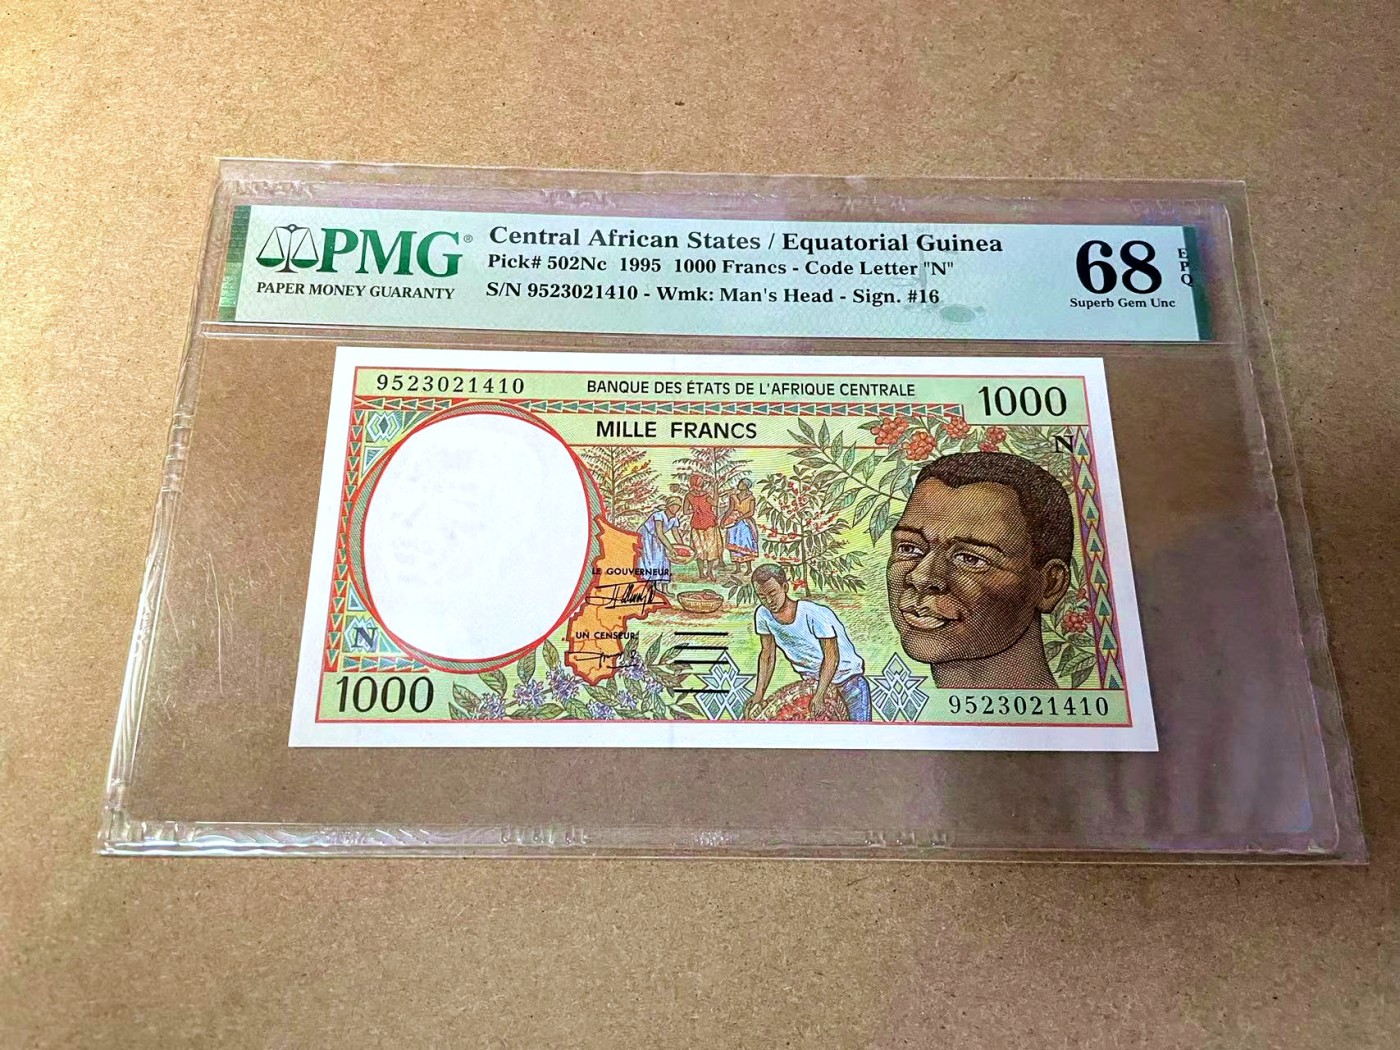 PMG®
PAPER MONEY GUARANTY
Central African States / Equatorial Guinea
Pick# 502Nc 1995 1000 Francs - Code Letter "N"
S/N 9523021410 - Wmk: Man's Head - Sign. #16
68
Superb Gem Unc
EPQ
9523021410
BANQUE DES ÉTATS DE L'AFRIQUE CENTRALE
1000
MILLE FRANCS
N
LE GOUVERNEUR,
UN CENSEUR,
N
1000
9523021410